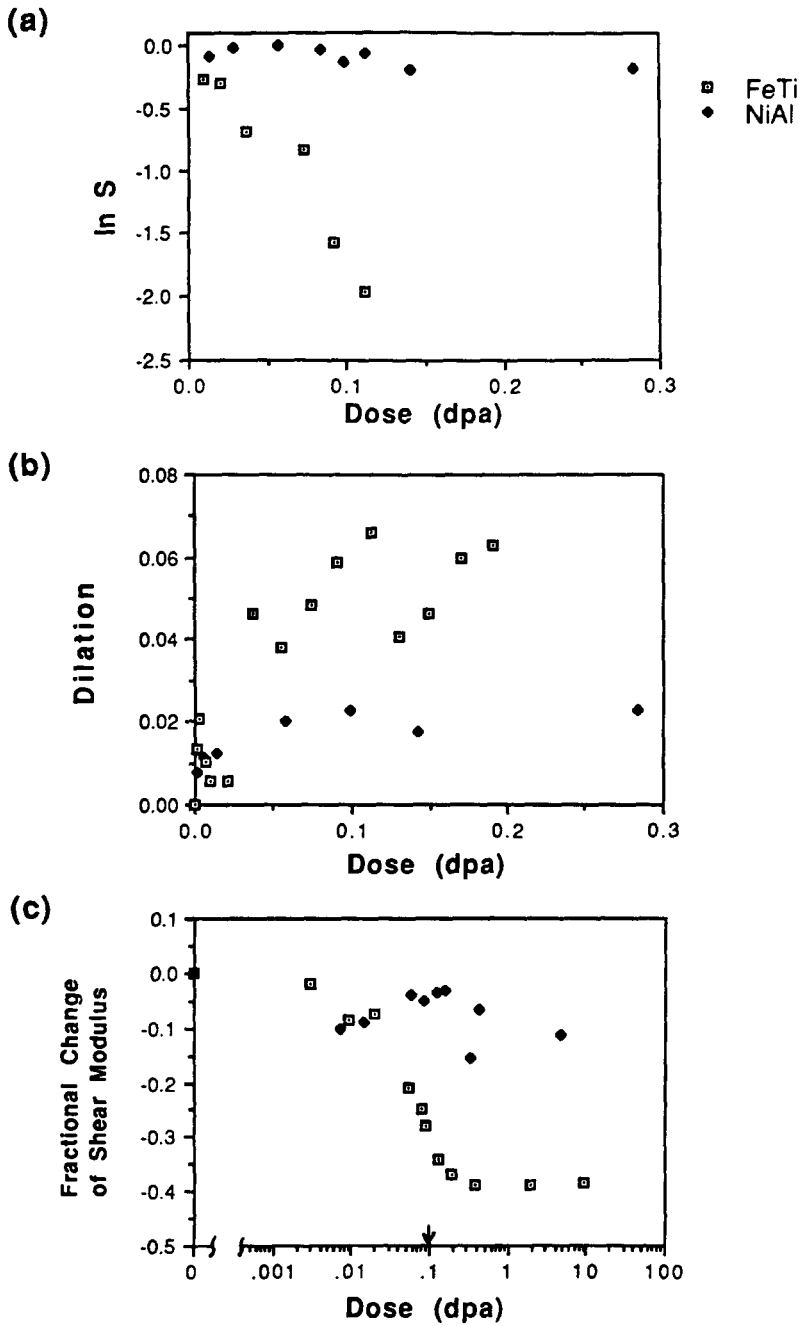 (a)
0.0
-0.5
-1.0
-1.5
-2.0
-2.5
ln S
0.0 0.1 0.2 0.3
Dose (dpa)
FeTi
NiAl
(b)
0.08
0.06
0.04
0.02
0.00
Dilation
0.0 0.1 0.2 0.3
Dose (dpa)
(c)
0.1
0.0
-0.1
-0.2
-0.3
-0.4
-0.5
Fractional Change
of Shear Modulus
0 .001 .01 .1 1 10 100
Dose (dpa)